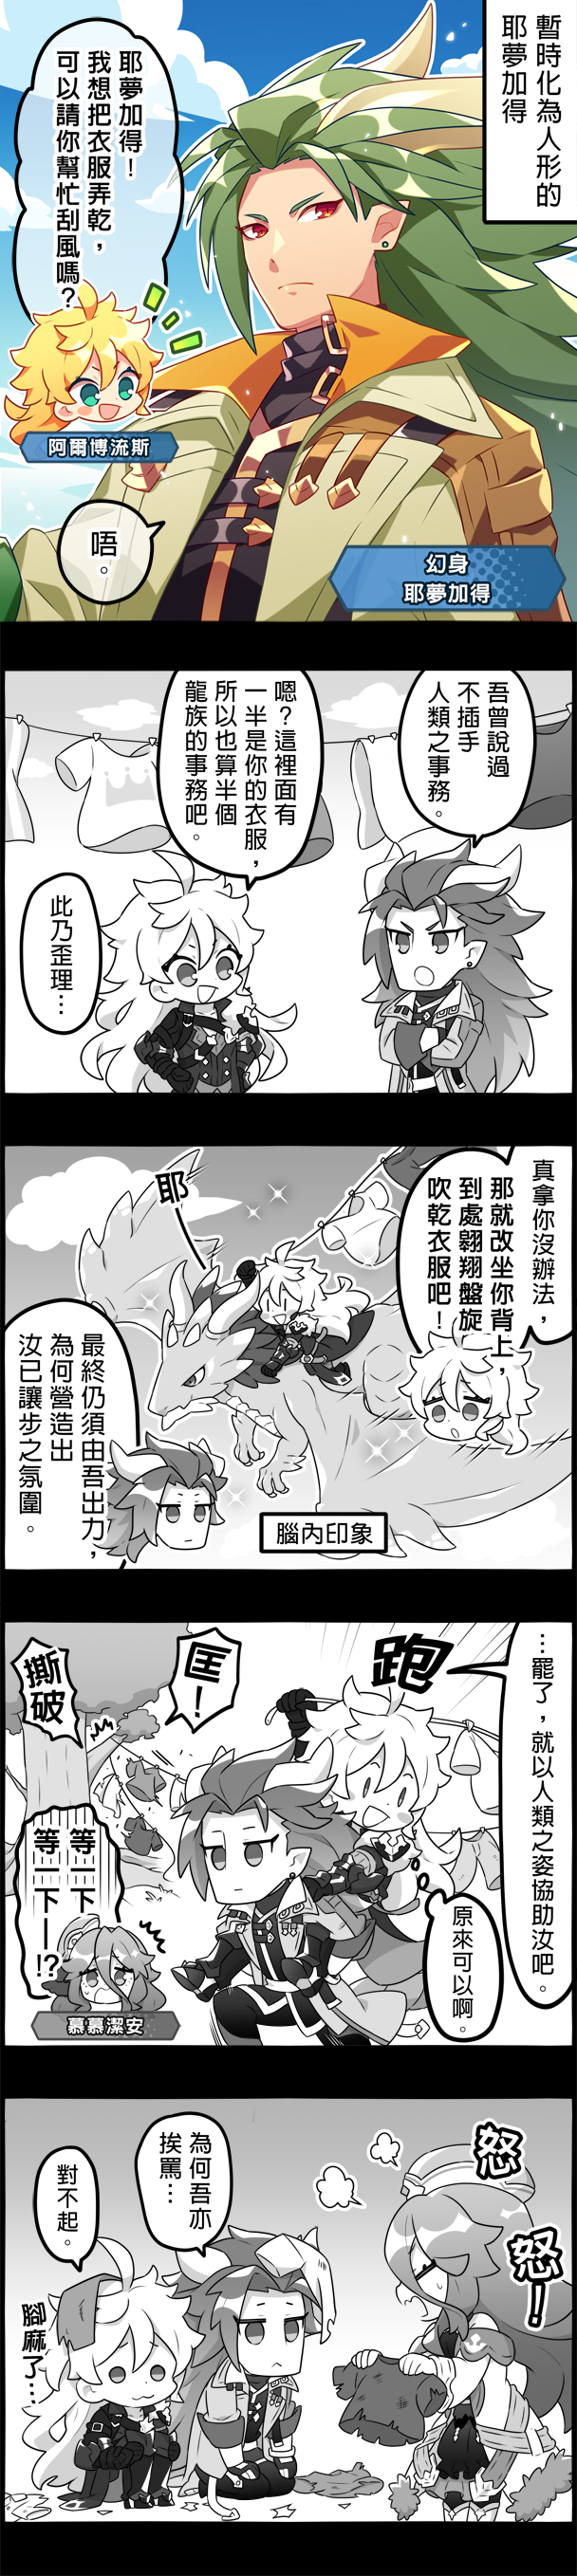 暫時化為人形的
耶夢加得
耶夢加得！
我想把衣服弄乾，
可以請你幫忙刮風嗎？
阿爾博流斯
唔。
幻身
耶夢加得
吾曾說過
不插手
人類之事務。
嗯？這裡面有
一半是你的衣服，
所以也算半個
龍族的事務吧。
此乃歪理…
真拿你沒辦法，
那就改坐你背上，
到處翱翔盤旋
吹乾衣服吧！
耶—
最終仍須由吾出力，
為何營造出
汝已讓步之氛圍。
腦內印象
…罷了，就以人類之姿協助汝吧。
跑
原來可以啊。
匡！
撕破
等一下
等一下—!?
慕慕潔安
怒
怒！
為何吾亦
挨罵…
對不起。
腳麻了…